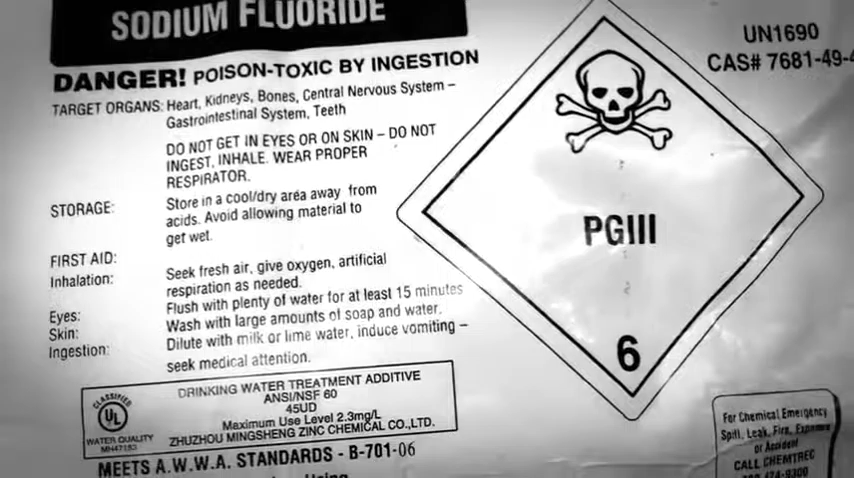 SODIUM FLUORIDE
DANGER! POISON-TOXIC BY INGESTION
TARGET ORGANS: Heart, Kidneys, Bones, Central Nervous System –
Gastrointestinal System, Teeth
DO NOT GET IN EYES OR ON SKIN – DO NOT
INGEST, INHALE. WEAR PROPER
RESPIRATOR.
STORAGE: Store in a cool/dry area away from
acids. Avoid allowing material to
get wet.
FIRST AID:
Inhalation: Seek fresh air, give oxygen, artificial
respiration as needed.
Eyes: Flush with plenty of water for at least 15 minutes
Skin: Wash with large amounts of soap and water.
Ingestion: Dilute with milk or lime water, induce vomiting –
seek medical attention.
CLASSIFIED
UL
WATER QUALITY
MH47153
DRINKING WATER TREATMENT ADDITIVE
ANSI/NSF 60
45UD
Maximum Use Level 2.3mg/L
ZHUZHOU MINGSHENG ZINC CHEMICAL CO.,LTD.
MEETS A.W.W.A. STANDARDS - B-701-06
UN1690
CAS# 7681-49-4
PGIII
6
For Chemical Emergency
Spill, Leak, Fire, Exposure
or Accident
CALL CHEMTREC